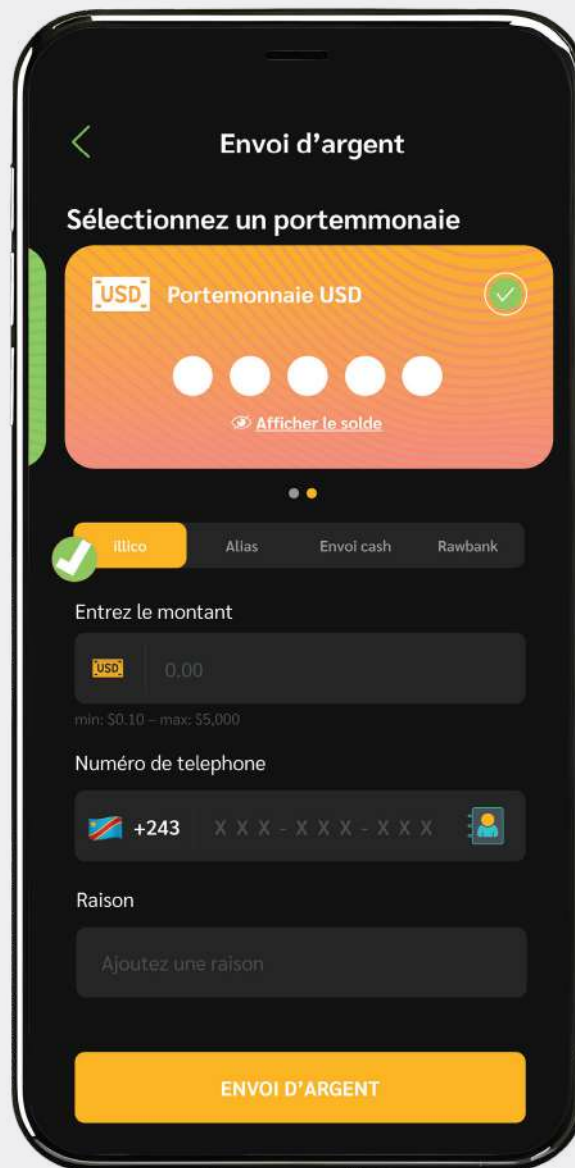 Envoi d’argent
Sélectionnez un portemmonaie
USD Portemonnaie USD
Afficher le solde
illico Alias Envoi cash Rawbank
Entrez le montant
USD 0.00
min: $0.10 – max: $5,000
Numéro de telephone
+243 X X X - X X X - X X X
Raison
Ajoutez une raison
ENVOI D’ARGENT